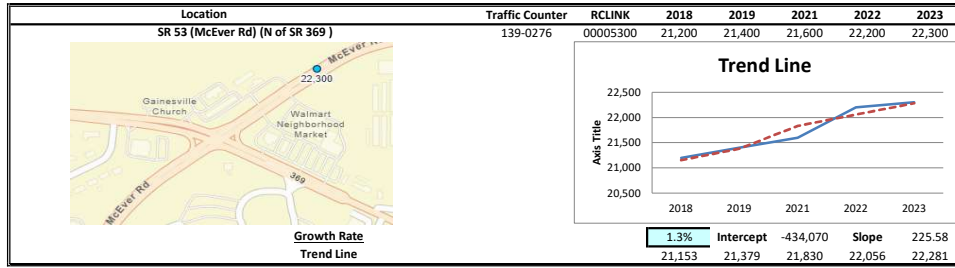 Location Traffic Counter RCLINK 2018 2019 2021 2022 2023
SR 53 (McEver Rd) (N of SR 369 ) 139-0276 00005300 21,200 21,400 21,600 22,200 22,300
McEver R
22,300
Gainesville
Church
Walmart
Neighborhood
Market
369
McEver Rd
Trend Line
22,500
22,000
21,500
21,000
20,500
Axis Title
2018 2019 2021 2022 2023
Growth Rate 1.3% Intercept -434,070 Slope 225.58
Trend Line 21,153 21,379 21,830 22,056 22,281